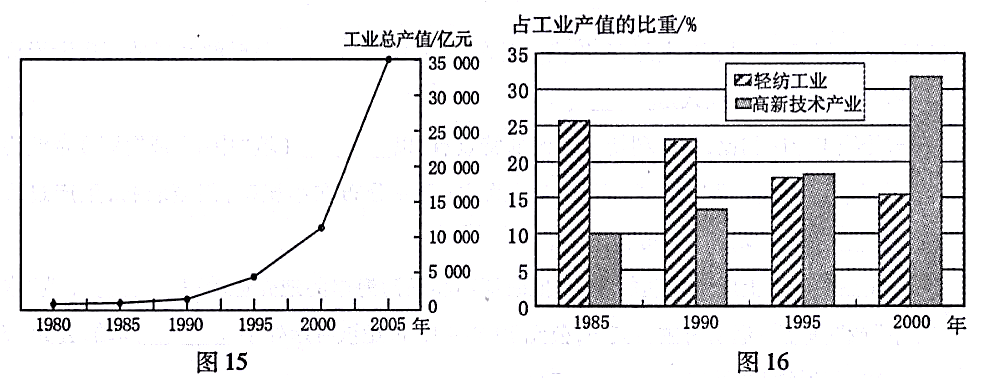 工业总产值/亿元
35 000
30 000
25 000
20 000
15 000
10 000
5 000
0
1980 1985 1990 1995 2000 2005 年
图 15
占工业产值的比重/%
35
30
25
20
15
10
5
0
轻纺工业
高新技术产业
1985 1990 1995 2000 年
图 16